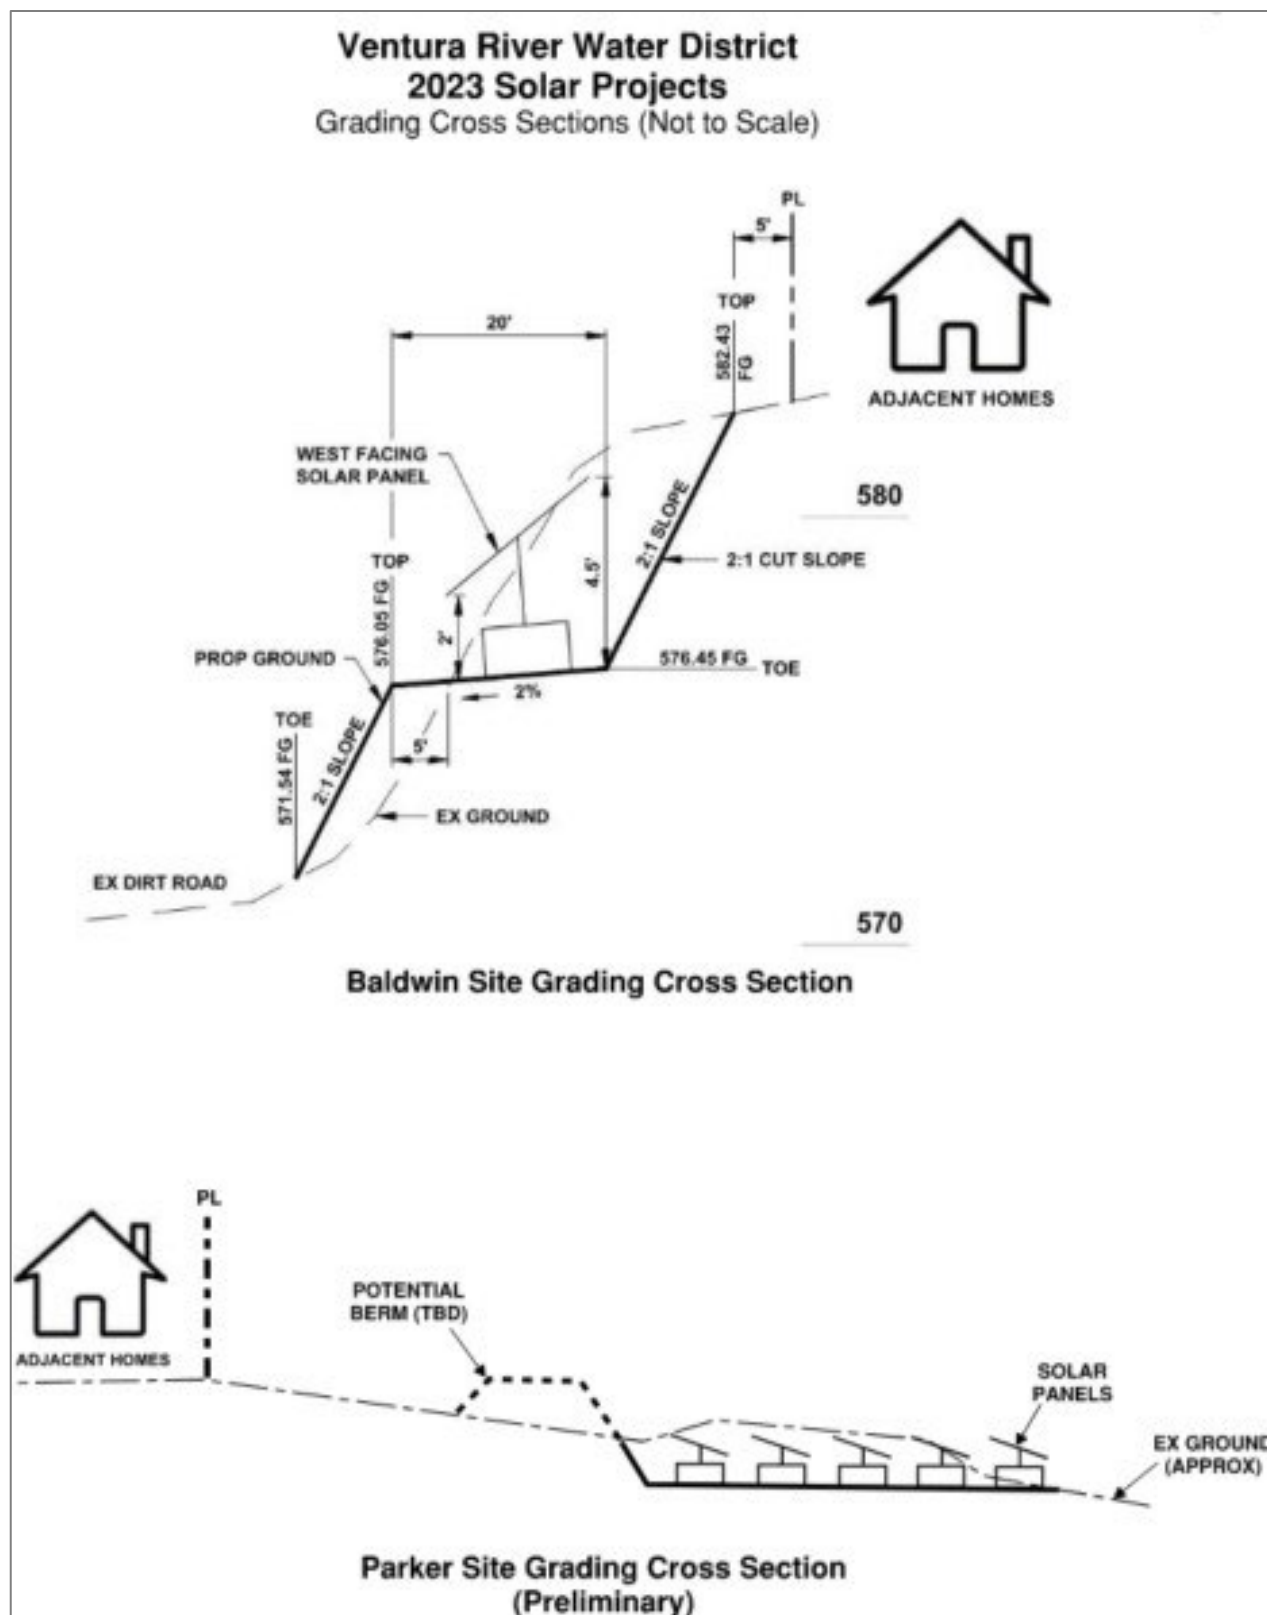 Ventura River Water District
2023 Solar Projects
Grading Cross Sections (Not to Scale)
PL
5'
TOP
20'
582.43
FG
ADJACENT HOMES
WEST FACING
SOLAR PANEL
580
2:1 SLOPE
TOP
4.5'
2:1 CUT SLOPE
576.05 FG
2'
PROP GROUND
576.45 FG
TOE
2%
TOE
5'
571.54 FG
2:1 SLOPE
EX GROUND
EX DIRT ROAD
570
Baldwin Site Grading Cross Section
PL
POTENTIAL
BERM (TBD)
ADJACENT HOMES
SOLAR
PANELS
EX GROUND
(APPROX)
Parker Site Grading Cross Section
(Preliminary)